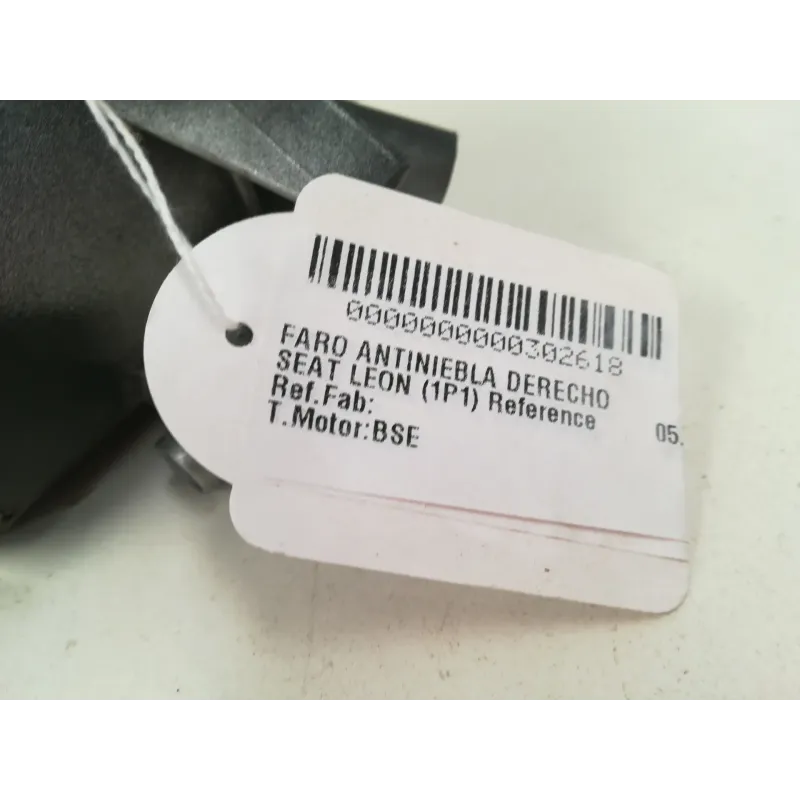 0000000000302618
FARO ANTINIEBLA DERECHO
SEAT LEON (1P1) Reference 05.
Ref.Fab:
T.Motor:BSE